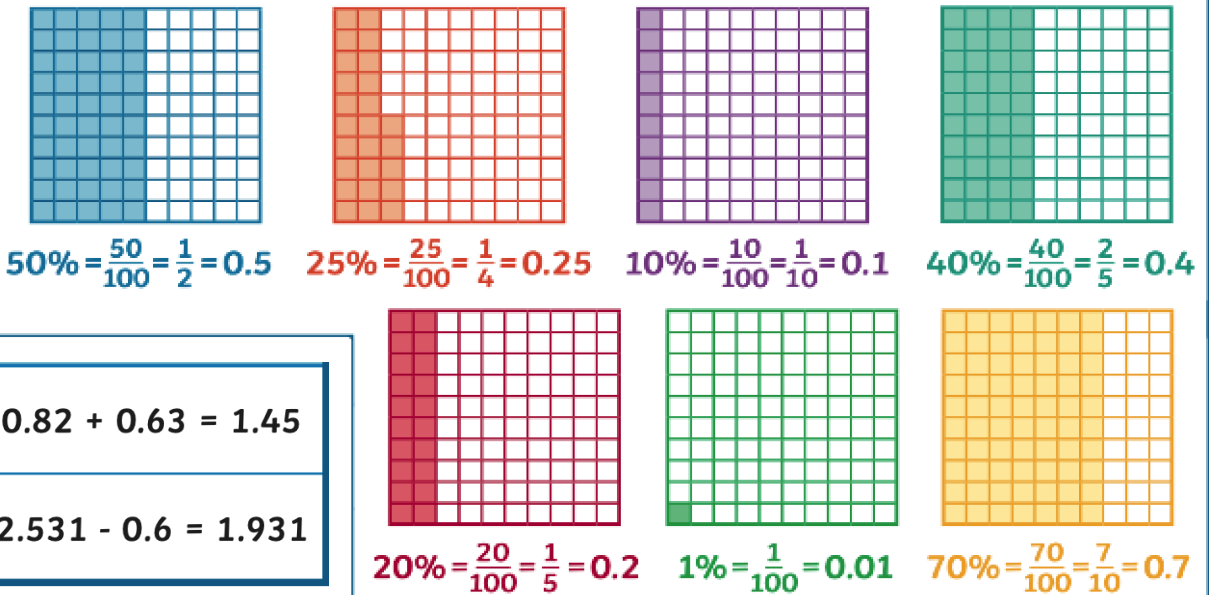 50% = 50/100 = 1/2 = 0.5
25% = 25/100 = 1/4 = 0.25
10% = 10/100 = 1/10 = 0.1
40% = 40/100 = 2/5 = 0.4
0.82 + 0.63 = 1.45
2.531 - 0.6 = 1.931
20% = 20/100 = 1/5 = 0.2
1% = 1/100 = 0.01
70% = 70/100 = 7/10 = 0.7